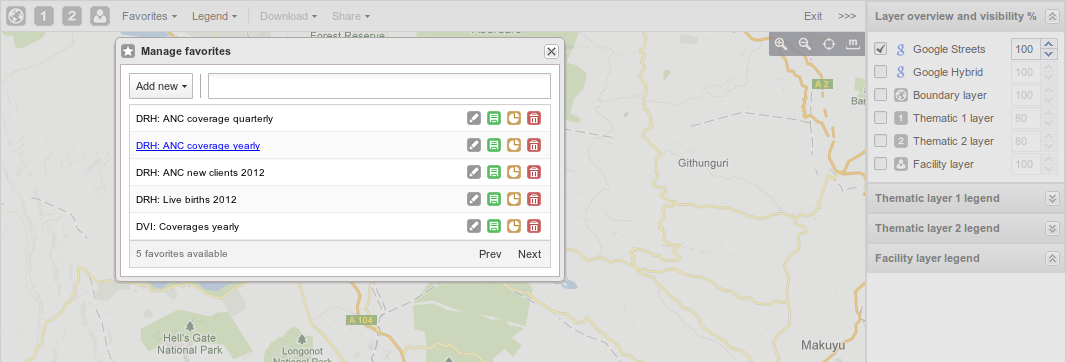 1 2 Favorites Legend Download Share Exit >>>
Layer overview and visibility %
Forest Reserve
Manage favorites
Add new
DRH: ANC coverage quarterly
DRH: ANC coverage yearly
DRH: ANC new clients 2012
DRH: Live births 2012
DVI: Coverages yearly
5 favorites available Prev Next
A 2
Githunguri
A 104
Hell's Gate
National Park
Longonot
National Park
Makuyu
g Google Streets 100
g Google Hybrid 100
Boundary layer 100
1 Thematic 1 layer 80
2 Thematic 2 layer 80
Facility layer 100
Thematic layer 1 legend
Thematic layer 2 legend
Facility layer legend